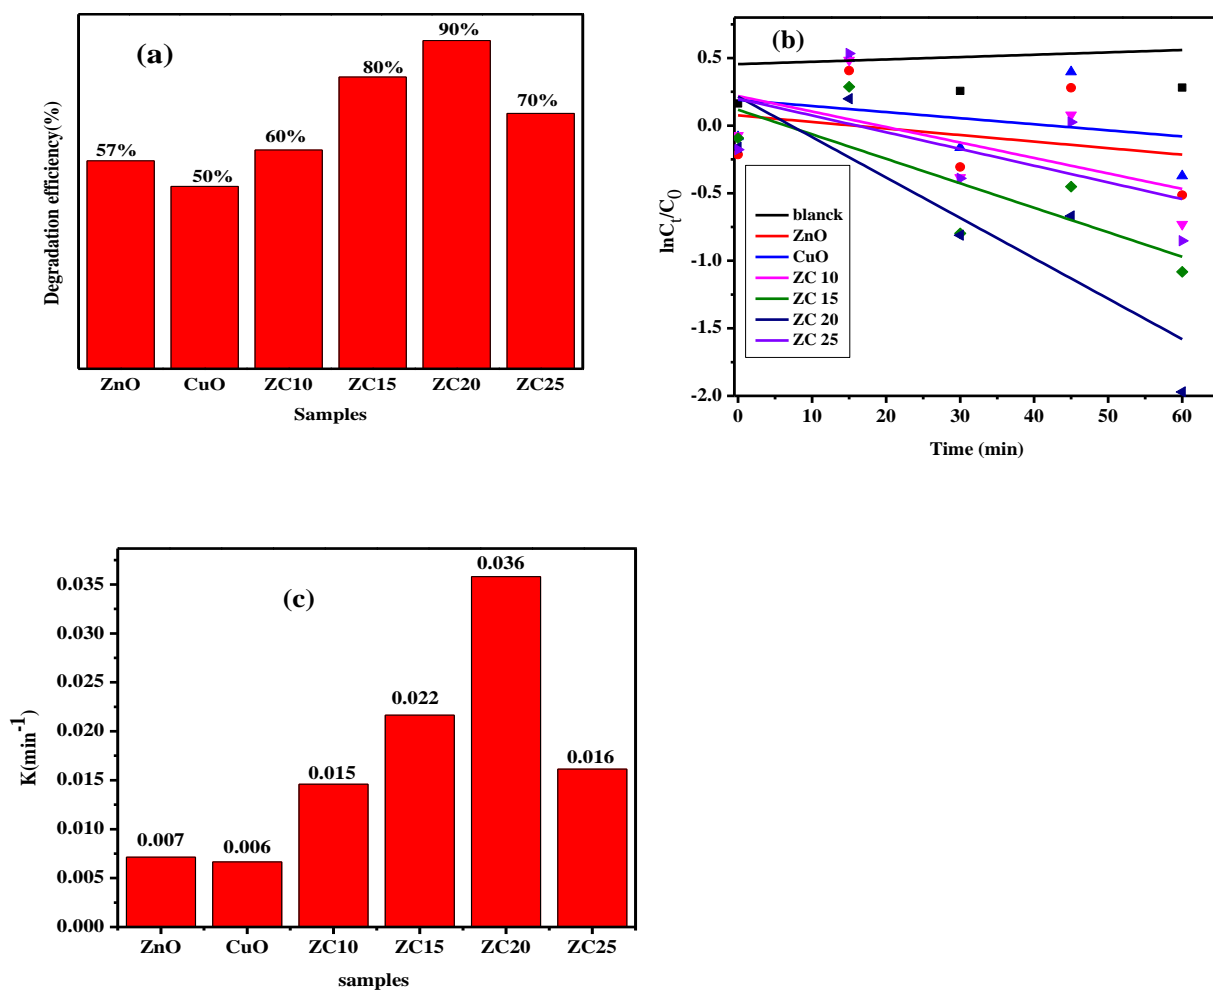 (a)
90%
80%
70%
60%
57%
50%
Degradation efficiency(%)
ZnO CuO ZC10 ZC15 ZC20 ZC25
Samples
(b)
0.5
0.0
-0.5
-1.0
-1.5
-2.0
lnCt/C0
blanck
ZnO
CuO
ZC 10
ZC 15
ZC 20
ZC 25
0 10 20 30 40 50 60
Time (min)
(c)
0.036
0.022
0.015
0.016
0.007
0.006
0.035
0.030
0.025
0.020
0.015
0.010
0.005
0.000
K(min-1)
ZnO CuO ZC10 ZC15 ZC20 ZC25
samples